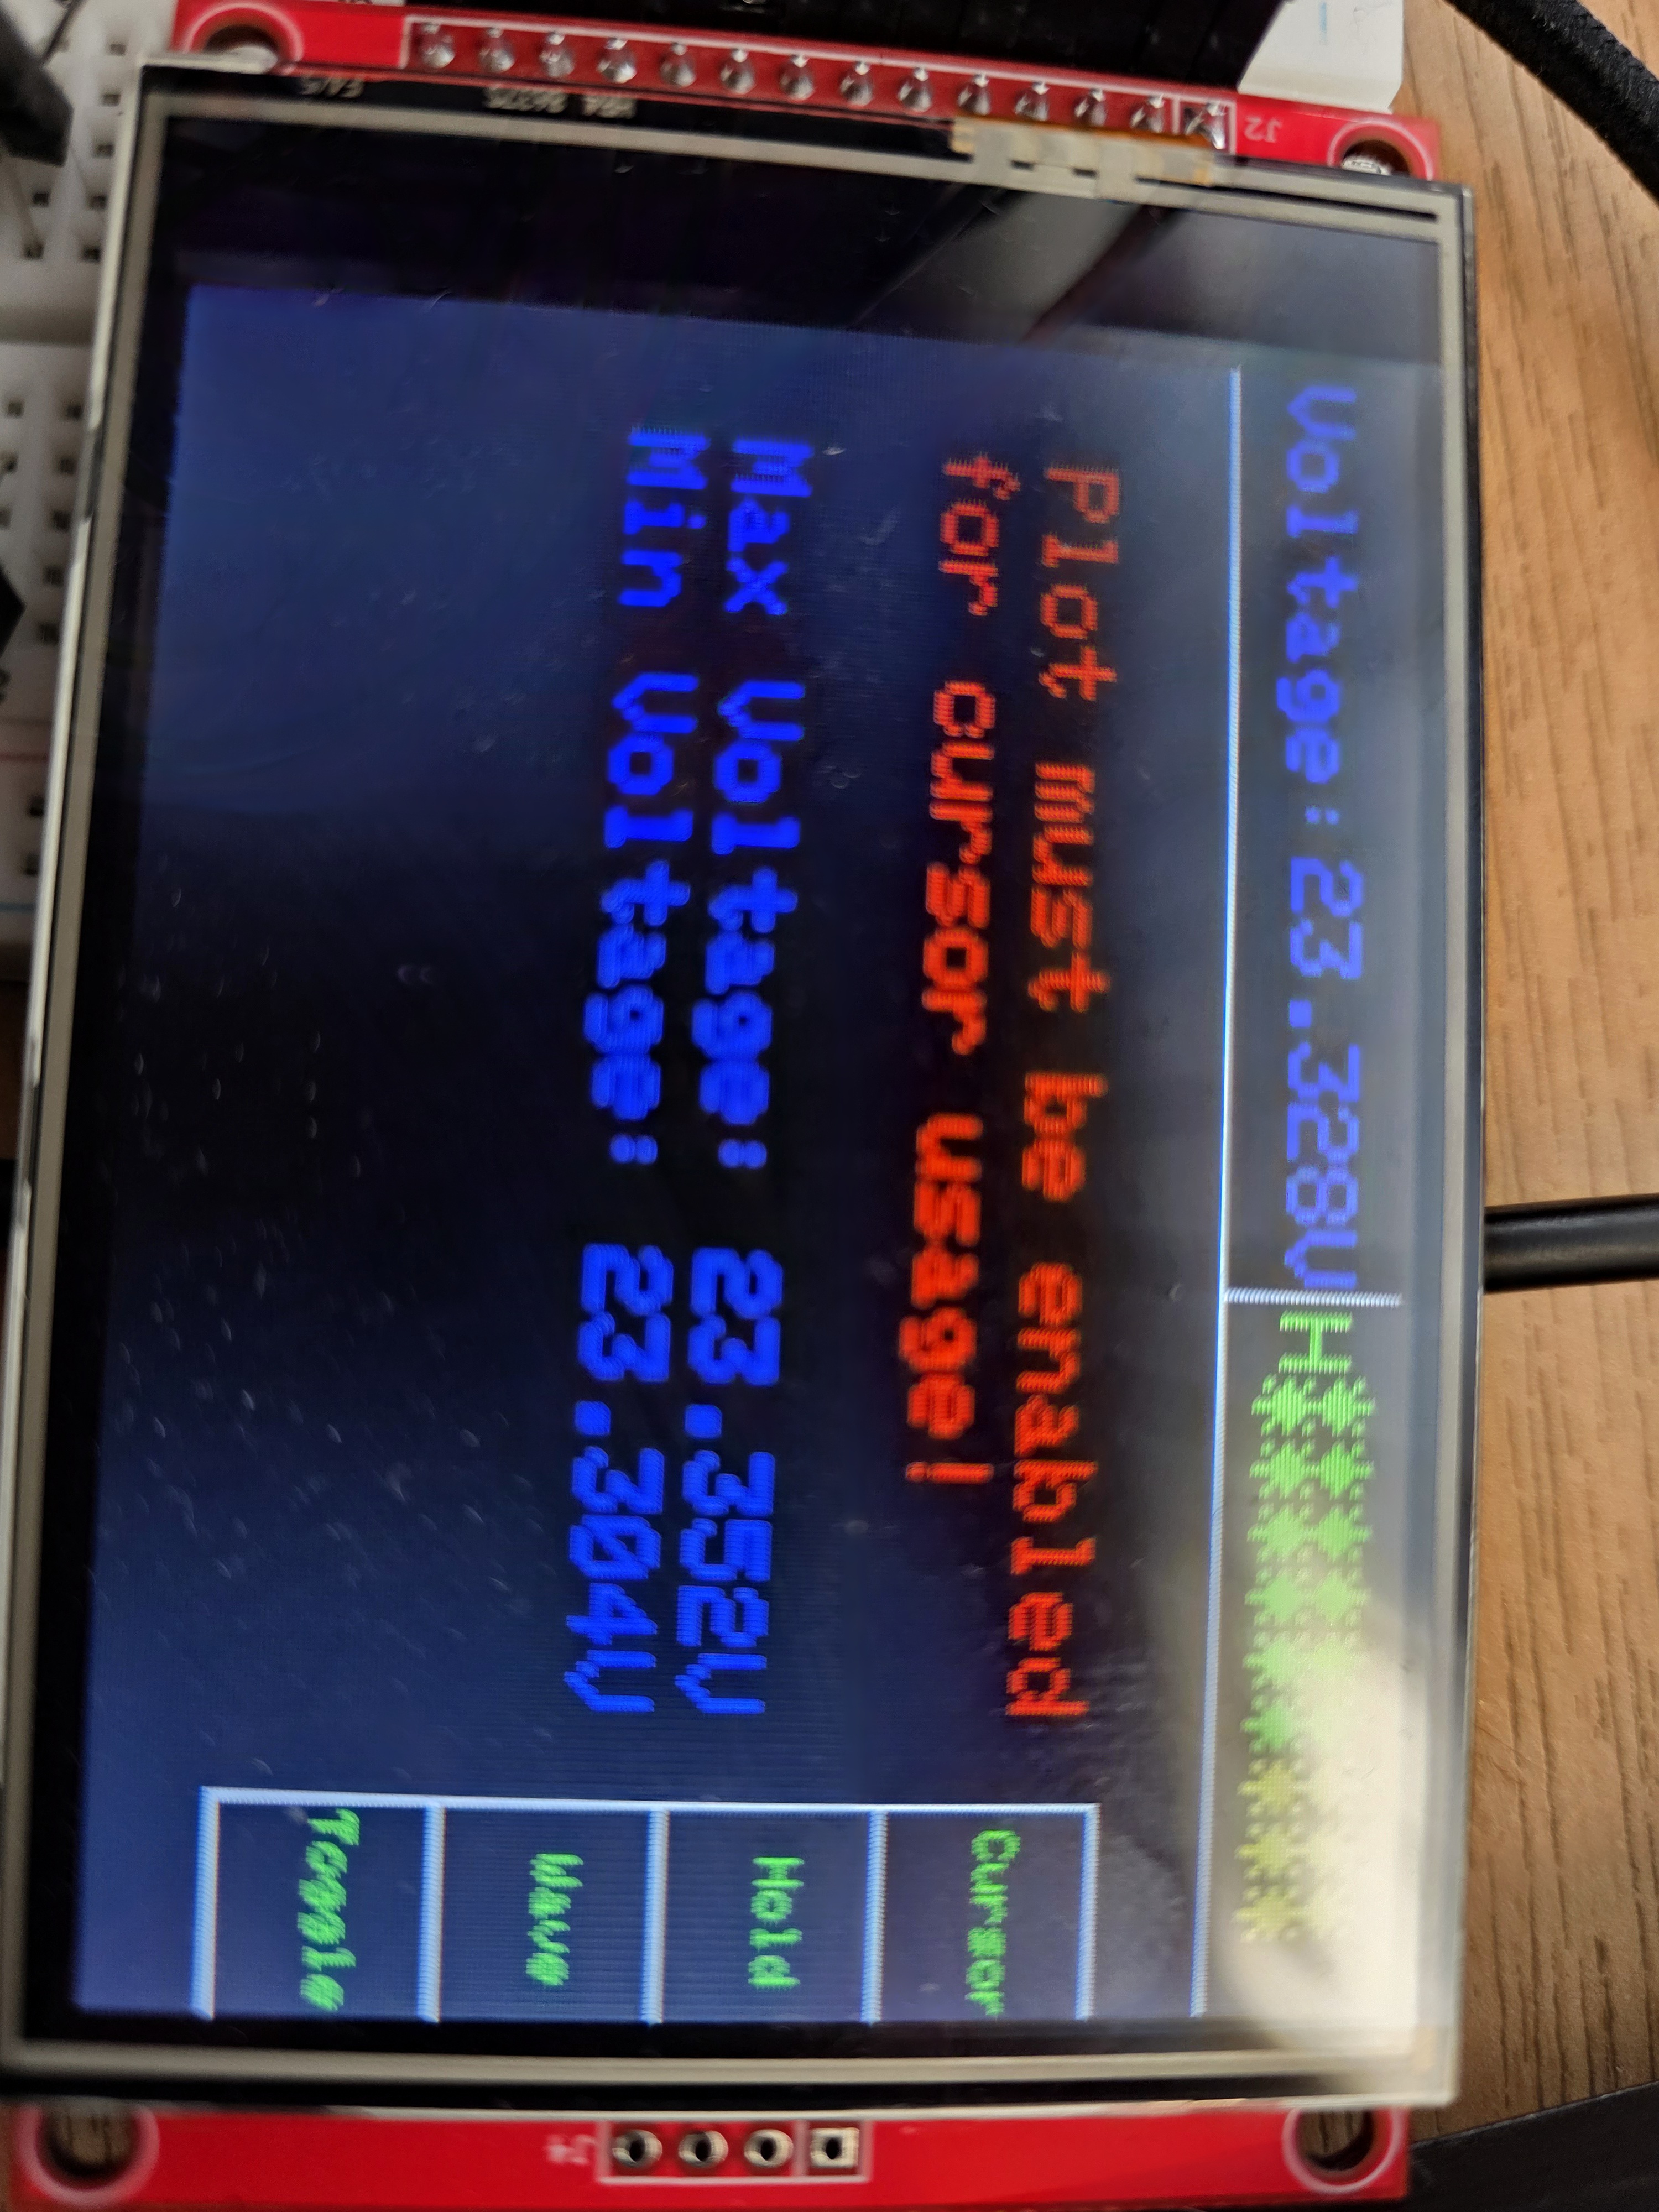 Voltage:23.328V
H
Plot must be enabled
for cursor usage!
Max Voltage: 23.352V
Min Voltage: 23.304V
Cursor
Hold
Wave
Toggle
J2
J4